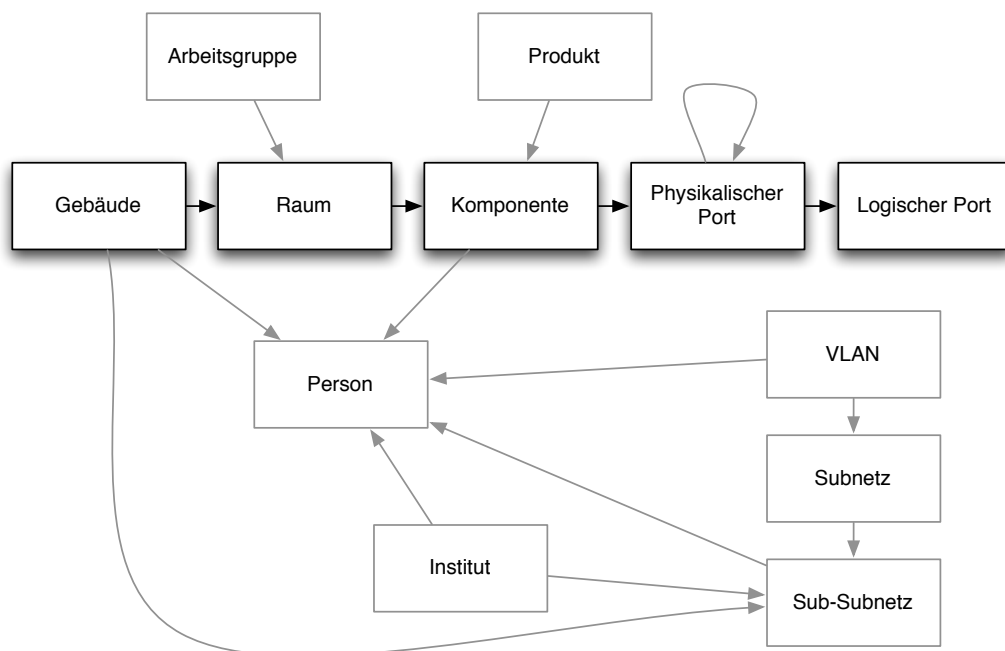 Arbeitsgruppe
Produkt
Gebäude
Raum
Komponente
Physikalischer
Port
Logischer Port
Person
VLAN
Subnetz
Institut
Sub-Subnetz